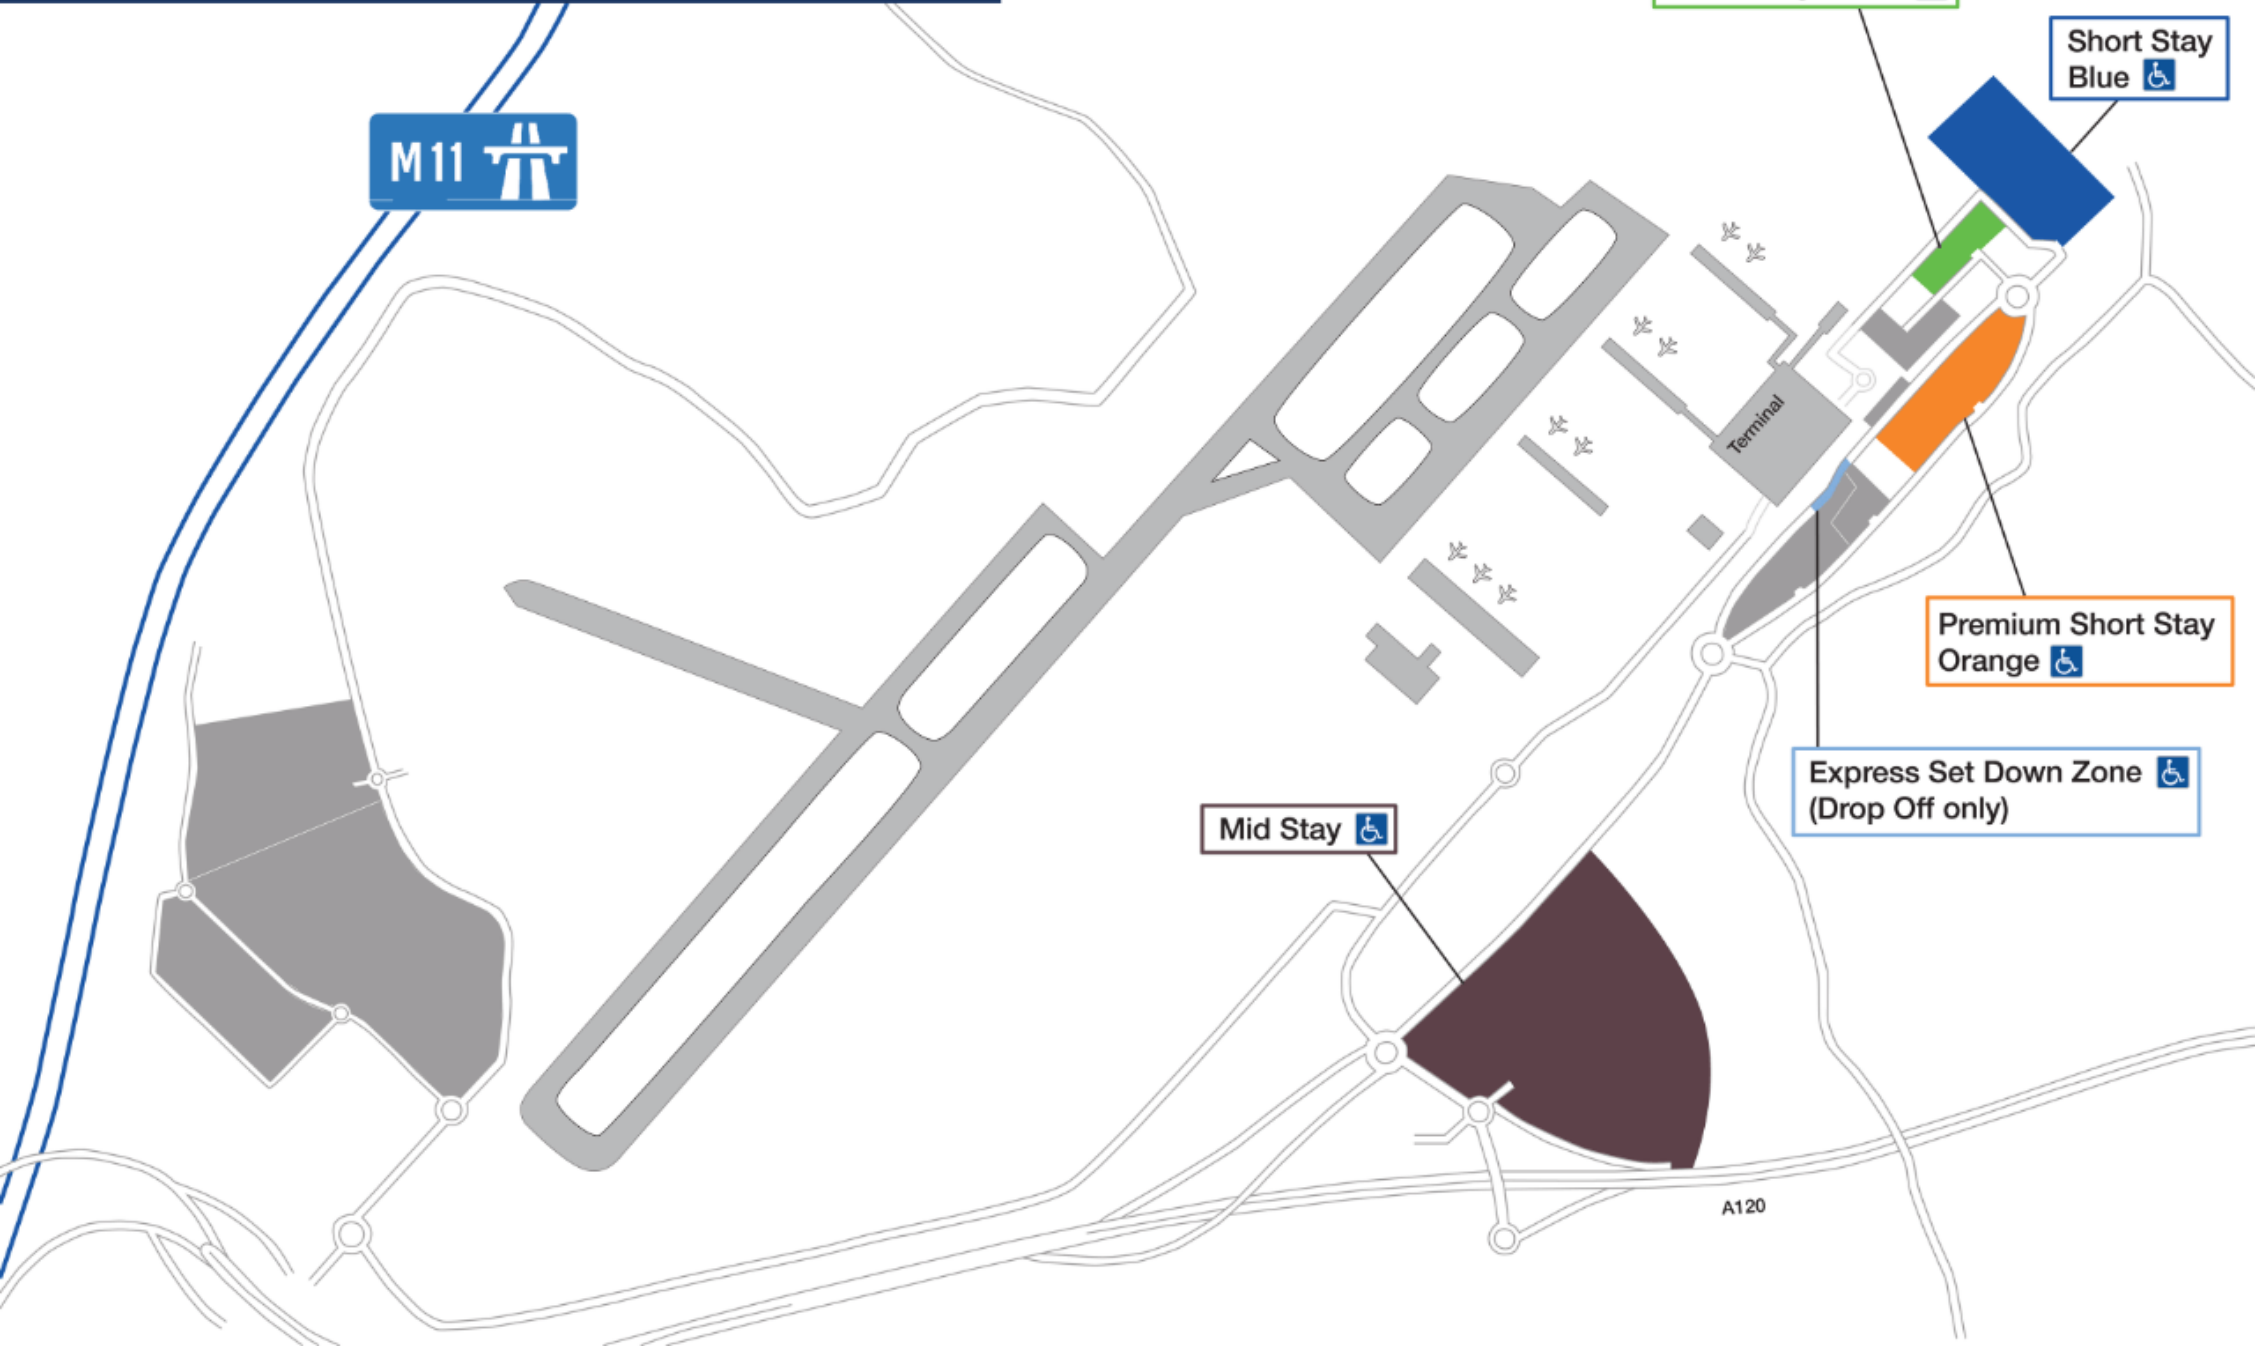 Short Stay
Blue
M11
Terminal
Premium Short Stay
Orange
Express Set Down Zone
(Drop Off only)
Mid Stay
A120